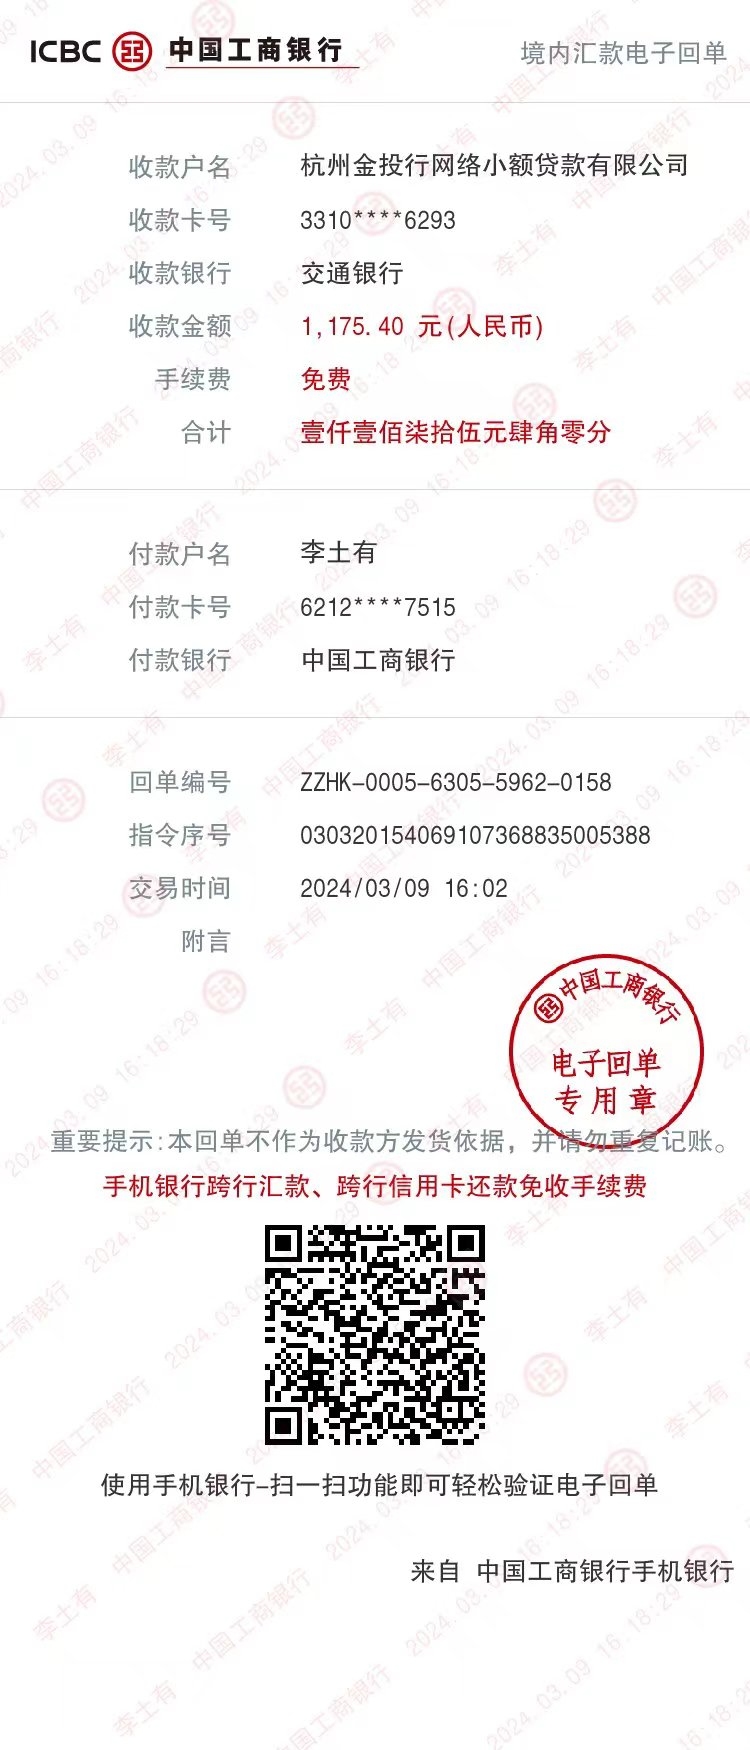 ICBC 中国工商银行 境内汇款电子回单
收款户名 杭州金投行网络小额贷款有限公司
收款卡号 3310****6293
收款银行 交通银行
收款金额 1,175.40 元(人民币)
手续费 免费
合计 壹仟壹佰柒拾伍元肆角零分
付款户名 李土有
付款卡号 6212****7515
付款银行 中国工商银行
回单编号 ZZHK-0005-6305-5962-0158
指令序号 030320154069107368835005388
交易时间 2024/03/09 16:02
附言
中国工商银行
电子回单
专用章
重要提示:本回单不作为收款方发货依据，并请勿重复记账。
手机银行跨行汇款、跨行信用卡还款免收手续费
使用手机银行-扫一扫功能即可轻松验证电子回单
来自 中国工商银行手机银行
李土有 中国工商银行 2024.03.09 16:18:29